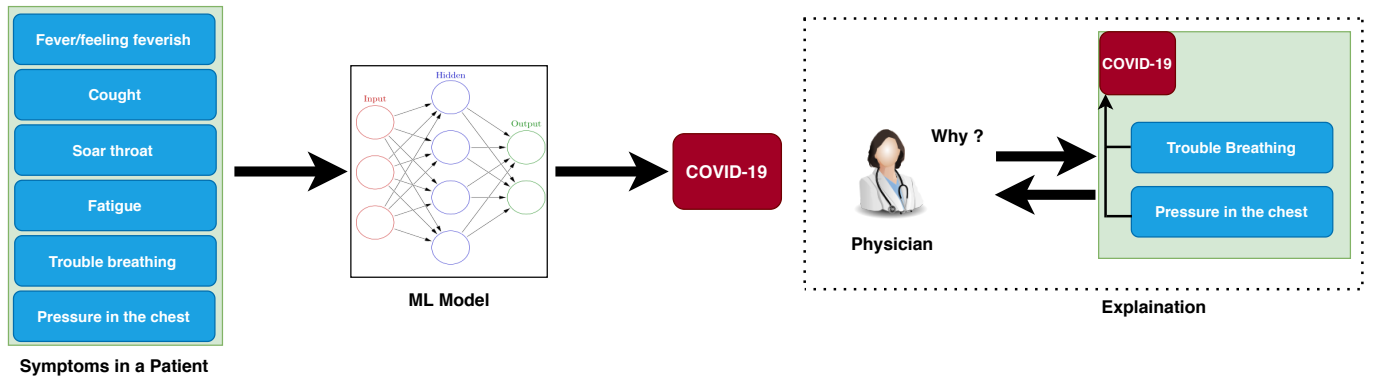 Fever/feeling feverish
Cought
Soar throat
Fatigue
Trouble breathing
Pressure in the chest
Symptoms in a Patient
Input
Hidden
Output
ML Model
COVID-19
Physician
Why ?
COVID-19
Trouble Breathing
Pressure in the chest
Explaination